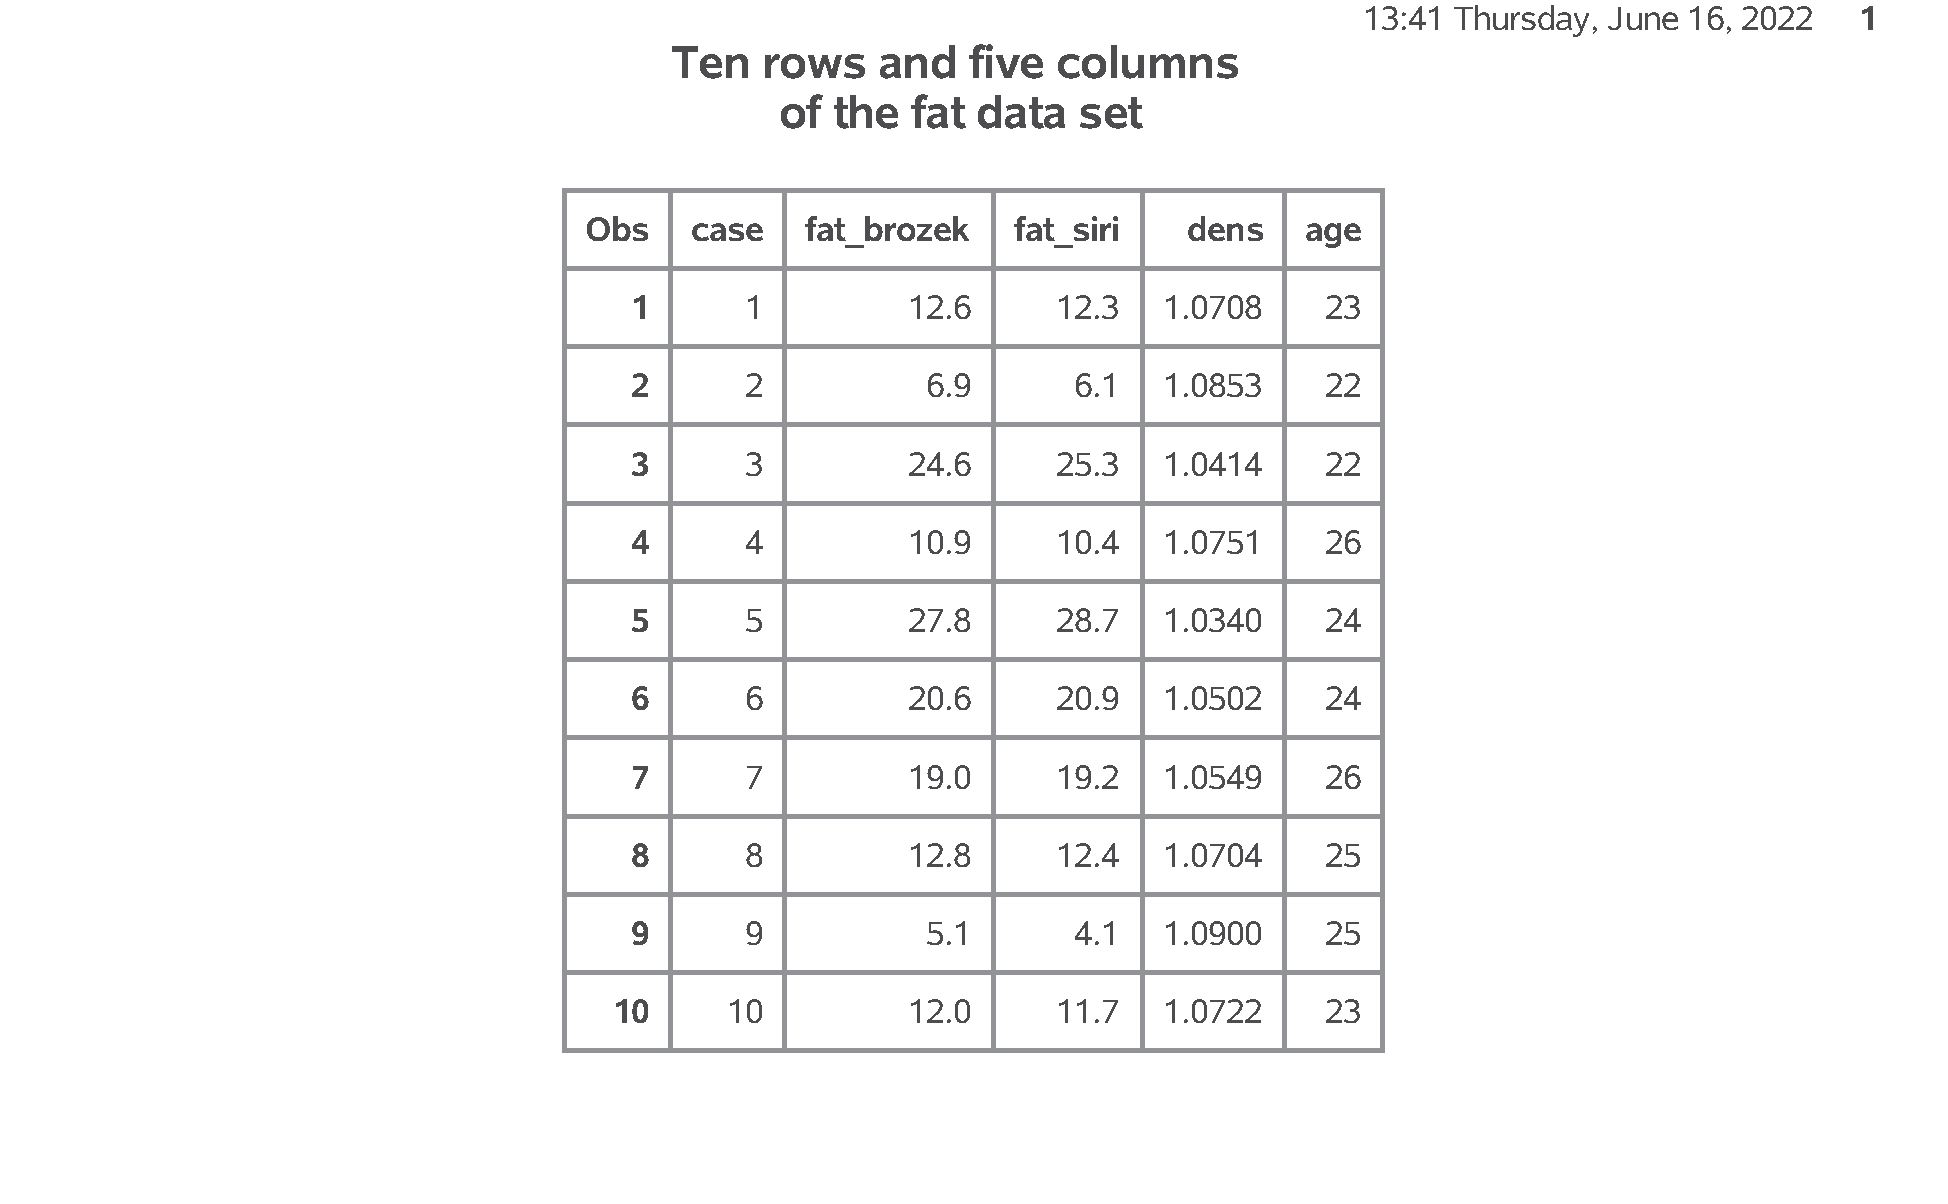 13:41 Thursday, June 16, 2022 1
Ten rows and five columns
of the fat data set
Obs case fat_brozek fat_siri dens age
1 1 12.6 12.3 1.0708 23
2 2 6.9 6.1 1.0853 22
3 3 24.6 25.3 1.0414 22
4 4 10.9 10.4 1.0751 26
5 5 27.8 28.7 1.0340 24
6 6 20.6 20.9 1.0502 24
7 7 19.0 19.2 1.0549 26
8 8 12.8 12.4 1.0704 25
9 9 5.1 4.1 1.0900 25
10 10 12.0 11.7 1.0722 23